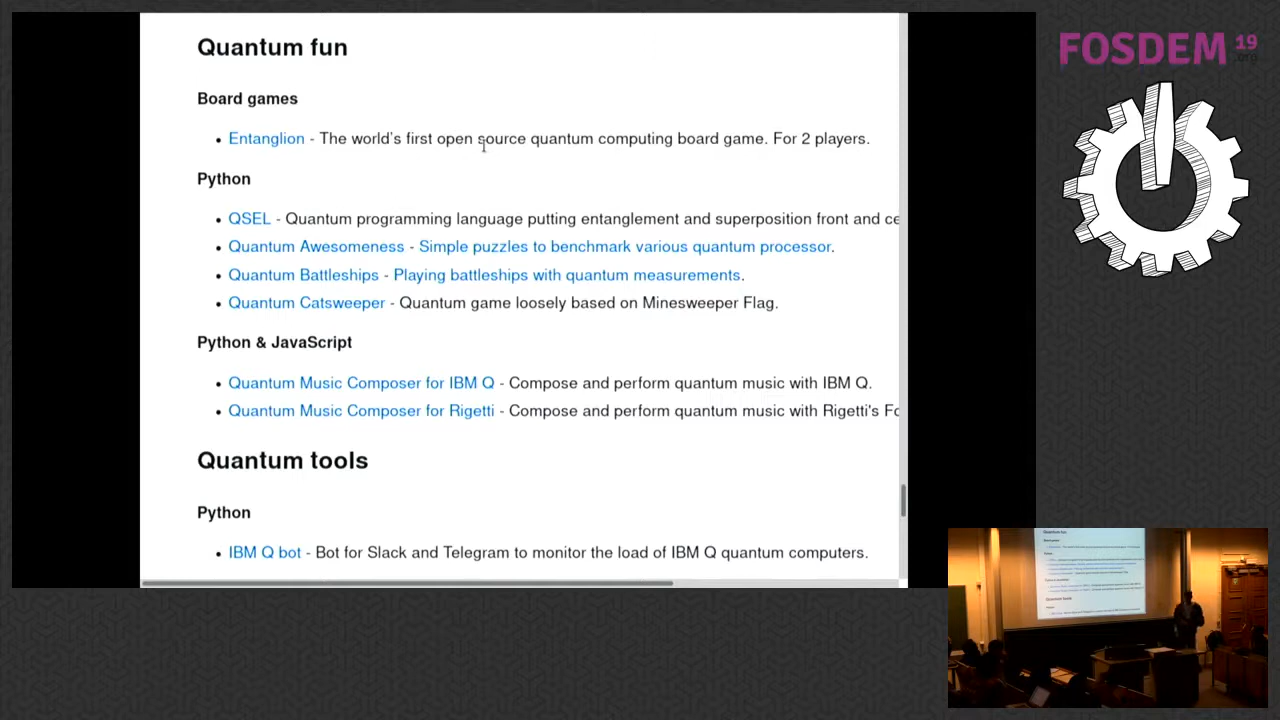 FOSDEM 19
.org
Quantum fun
Board games
Entanglion - The world's first open source quantum computing board game. For 2 players.
Python
QSEL - Quantum programming language putting entanglement and superposition front and ce
Quantum Awesomeness - Simple puzzles to benchmark various quantum processor.
Quantum Battleships - Playing battleships with quantum measurements.
Quantum Catsweeper - Quantum game loosely based on Minesweeper Flag.
Python & JavaScript
Quantum Music Composer for IBM Q - Compose and perform quantum music with IBM Q.
Quantum Music Composer for Rigetti - Compose and perform quantum music with Rigetti's Fo
Quantum tools
Python
IBM Q bot - Bot for Slack and Telegram to monitor the load of IBM Q quantum computers.